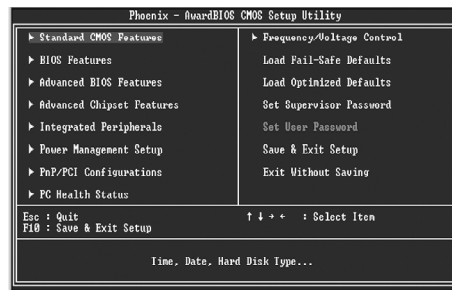 Phoenix - AwardBIOS CMOS Setup Utility
▶ Standard CMOS Features
▶ BIOS Features
▶ Advanced BIOS Features
▶ Advanced Chipset Features
▶ Integrated Peripherals
▶ Power Management Setup
▶ PnP/PCI Configurations
▶ PC Health Status
▶ Frequency/Voltage Control
Load Fail-Safe Defaults
Load Optimized Defaults
Set Supervisor Password
Set User Password
Save & Exit Setup
Exit Without Saving
Esc : Quit
F10 : Save & Exit Setup
↑ ↓ → ← : Select Item
Time, Date, Hard Disk Type...